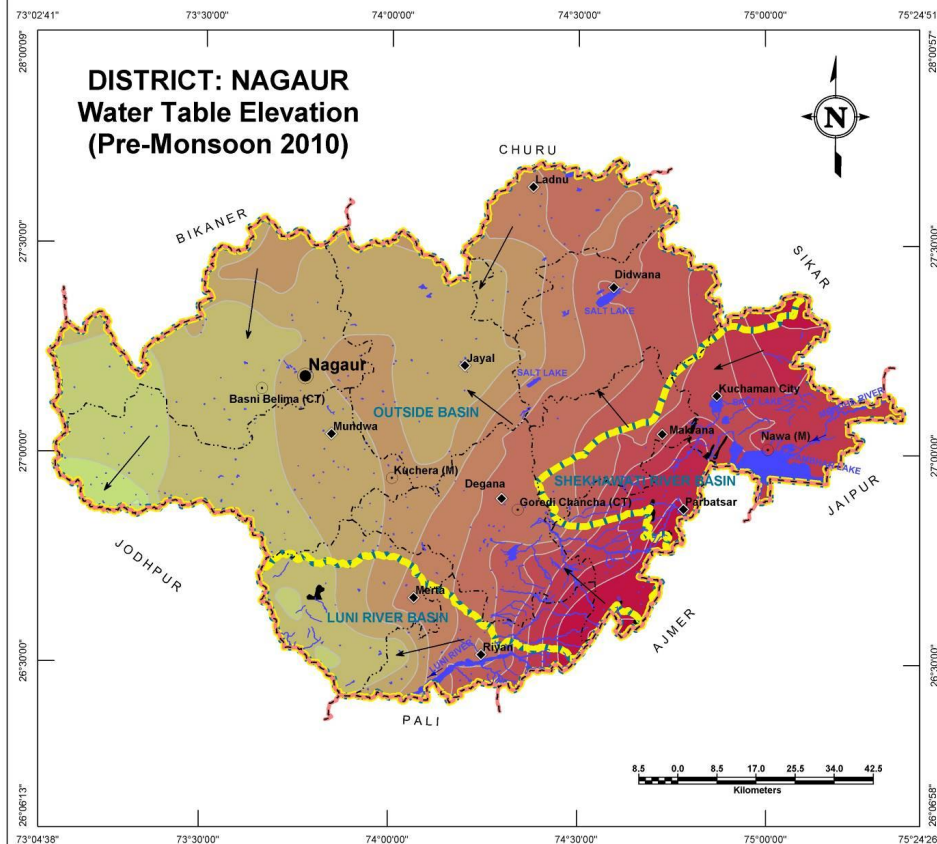 73°02'41"
73°30'00"
74°00'00"
74°30'00"
75°00'00"
75°24'51"
28°00'09"
28°00'57"
DISTRICT: NAGAUR
Water Table Elevation
(Pre-Monsoon 2010)
N
CHURU
Ladnu
BIKANER
27°30'00"
27°30'00"
SIKAR
Didwana
SALT LAKE
Jayal
Nagaur
SALT LAKE
Basni Belima (CT)
Kuchaman City
SALT LAKE
RIVER
OUTSIDE BASIN
Mundwa
Makrana
Nawa (M)
27°00'00"
27°00'00"
LAKE
Kuchera (M)
Degana
SHEKHAWATI RIVER BASIN
JAIPUR
Goredi Chancha (CT)
Parbatsar
JODHPUR
Merta
LUNI RIVER BASIN
AJMER
Riyan
LUNI RIVER
26°30'00"
26°30'00"
PALI
8.5 0.0 8.5 17.0 25.5 34.0 42.5
Kilometers
26°06'13"
26°06'58"
73°04'38"
73°30'00"
74°00'00"
74°30'00"
75°00'00"
75°24'26"